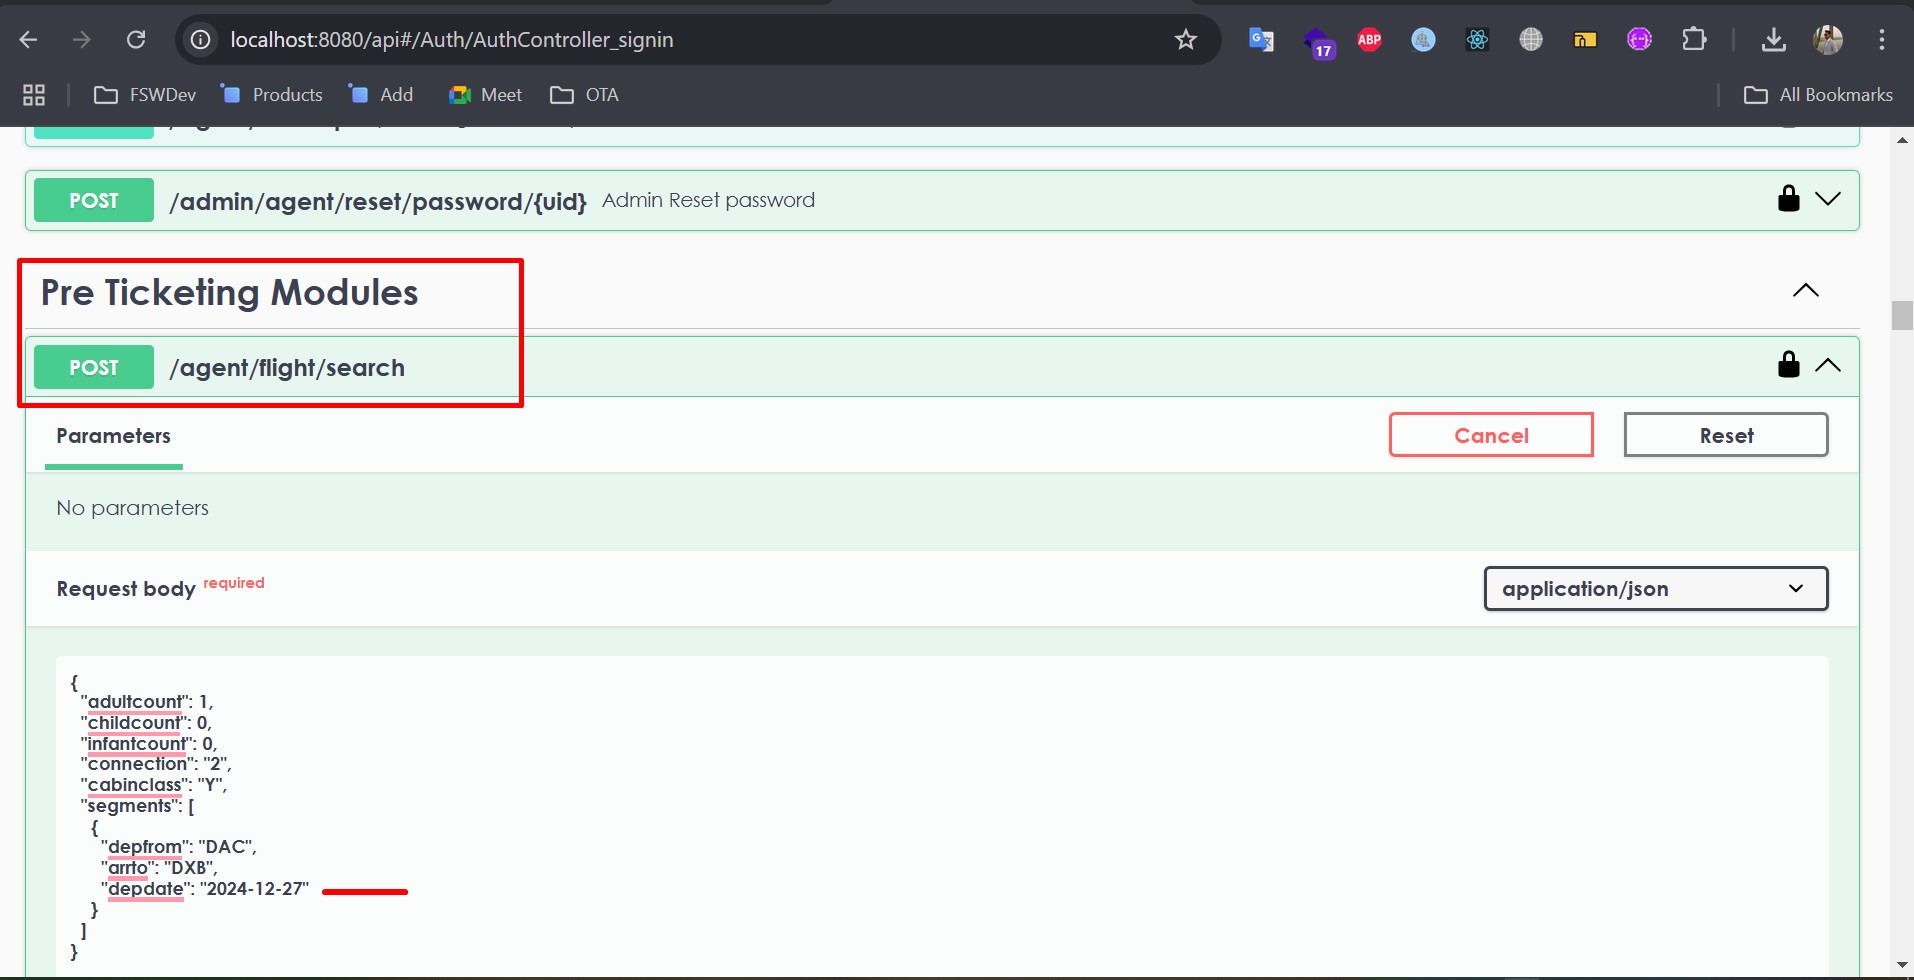 localhost:8080/api#/Auth/AuthController_signin
ABP
17
FSWDev
Products
Add
Meet
OTA
All Bookmarks
POST /admin/agent/reset/password/{uid} Admin Reset password
Pre Ticketing Modules
POST /agent/flight/search
Parameters
Cancel
Reset
No parameters
Request body required
application/json
{
"adultcount": 1,
"childcount": 0,
"infantcount": 0,
"connection": "2",
"cabinclass": "Y",
"segments": [
{
"depfrom": "DAC",
"arrto": "DXB",
"depdate": "2024-12-27"
}
]
}